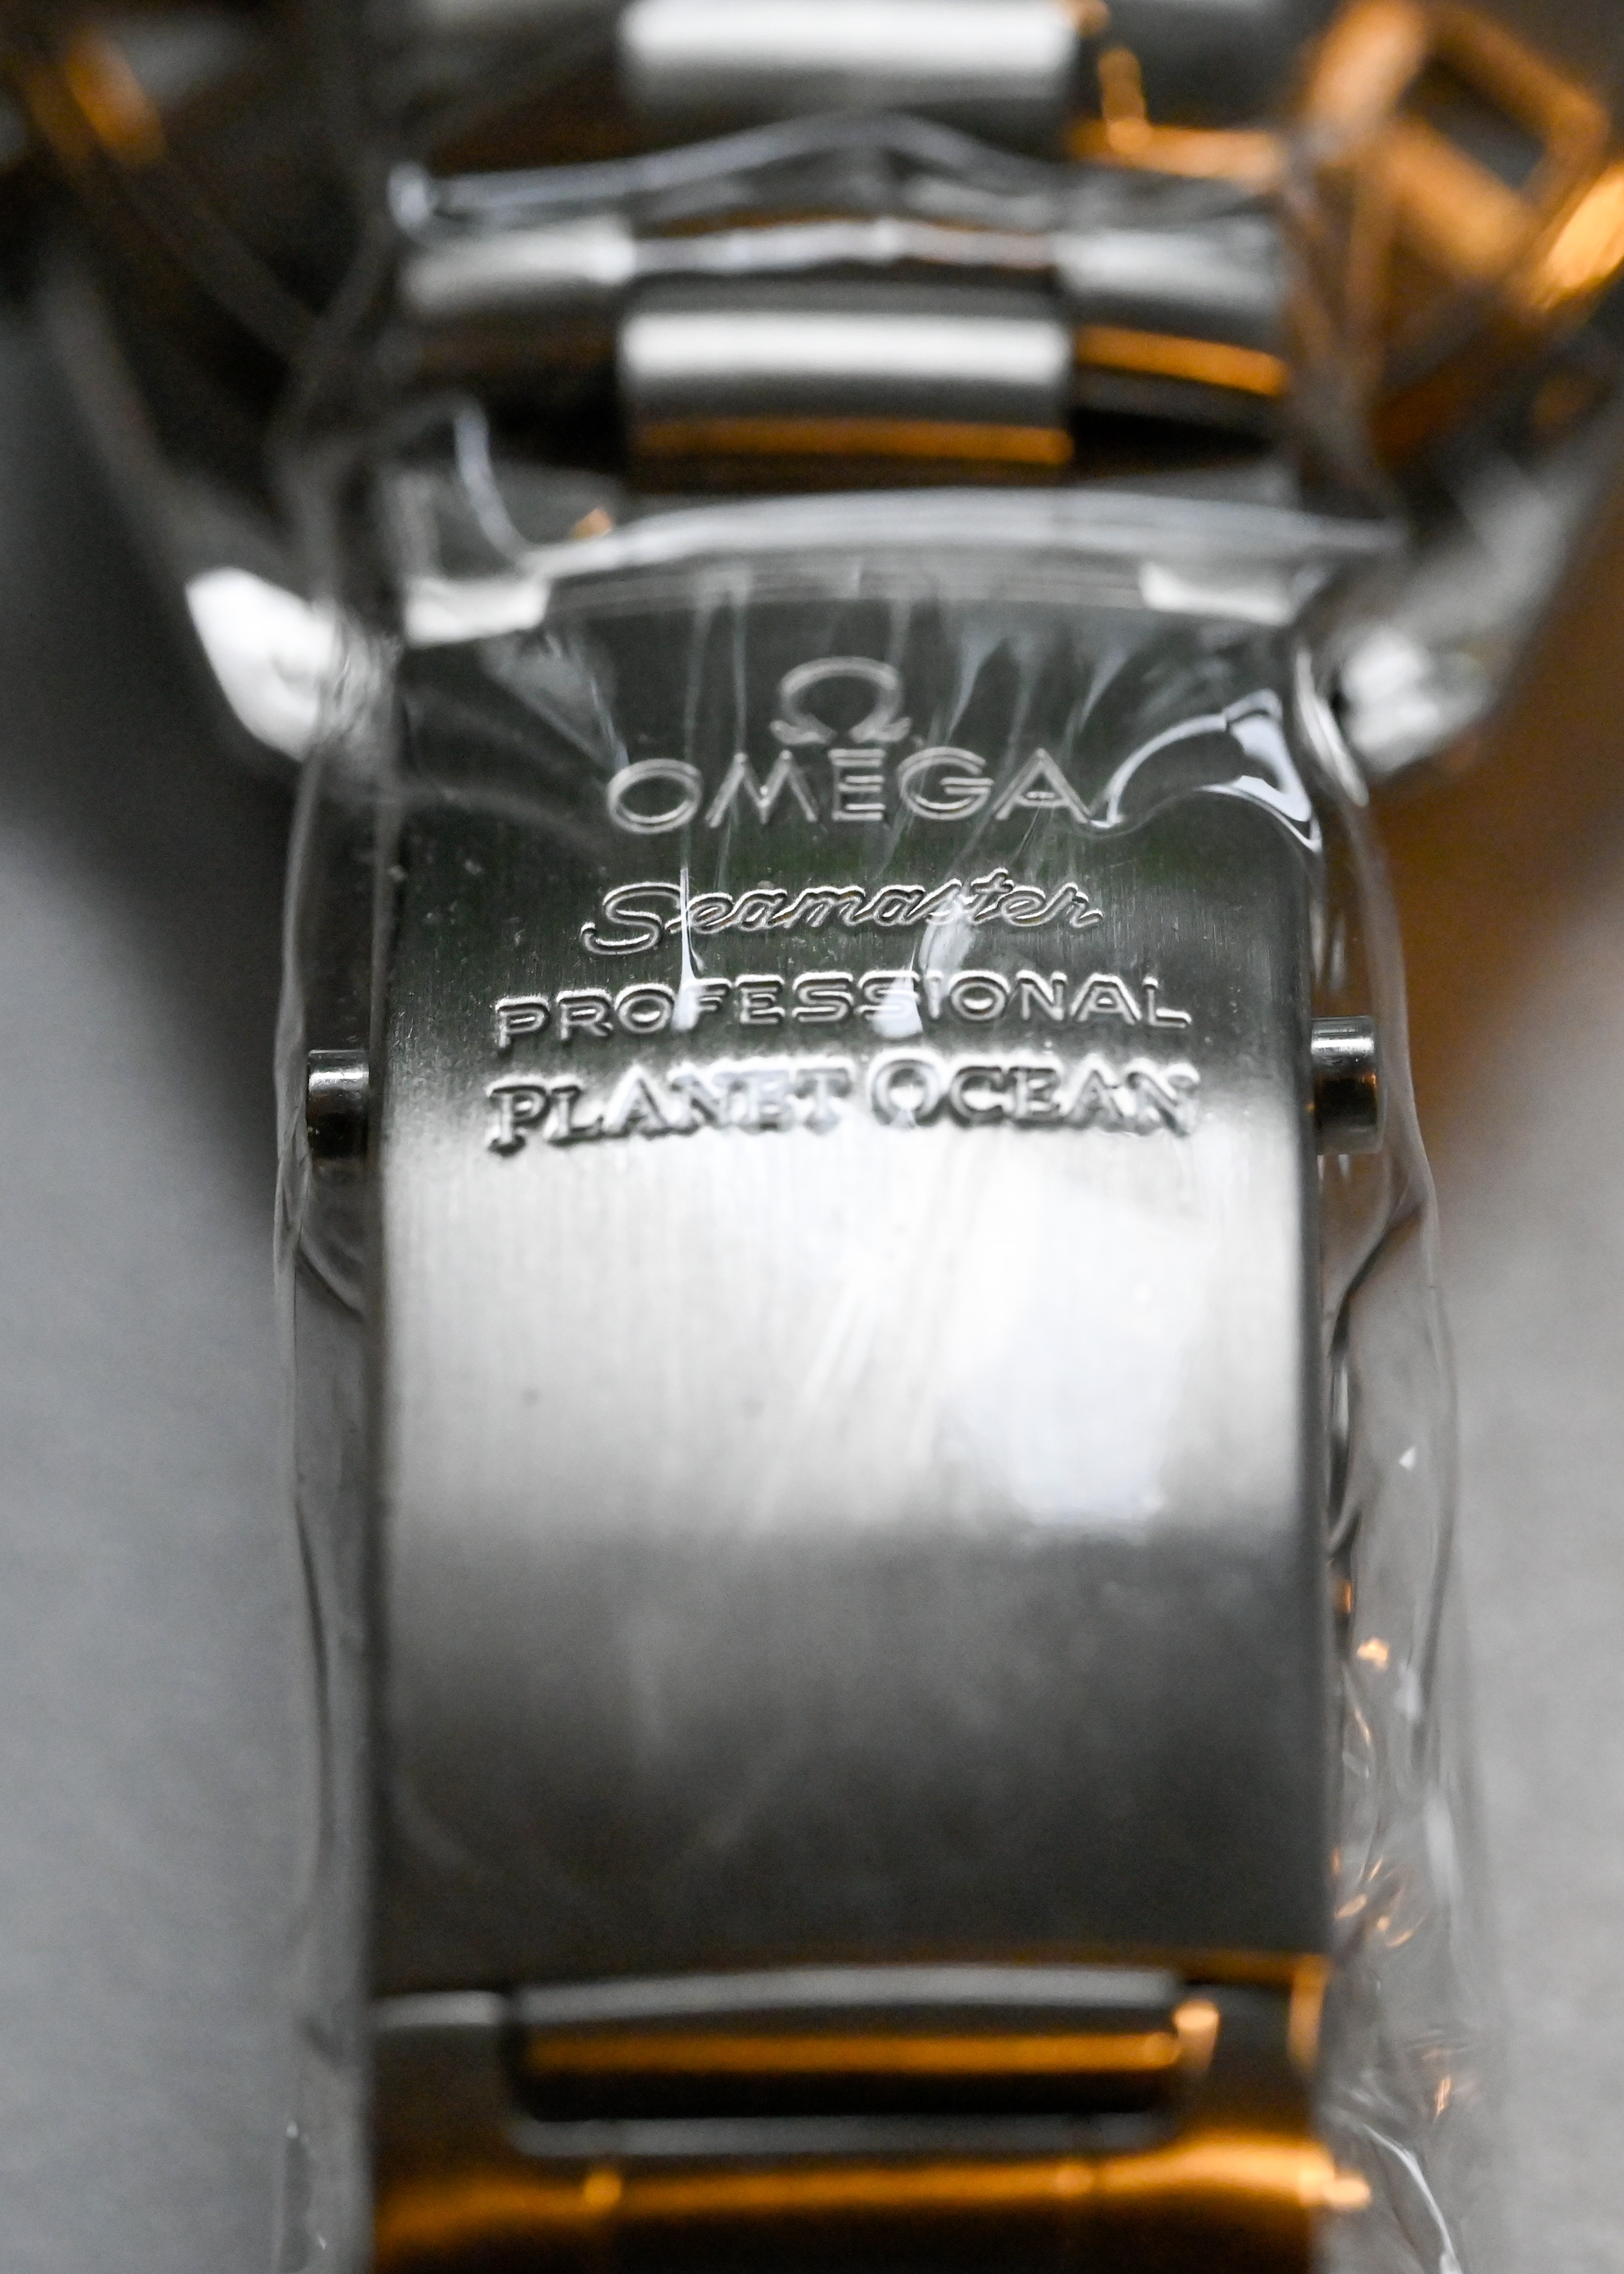 Ω
OMEGA
Seamaster
PROFESSIONAL
PLANET OCEAN